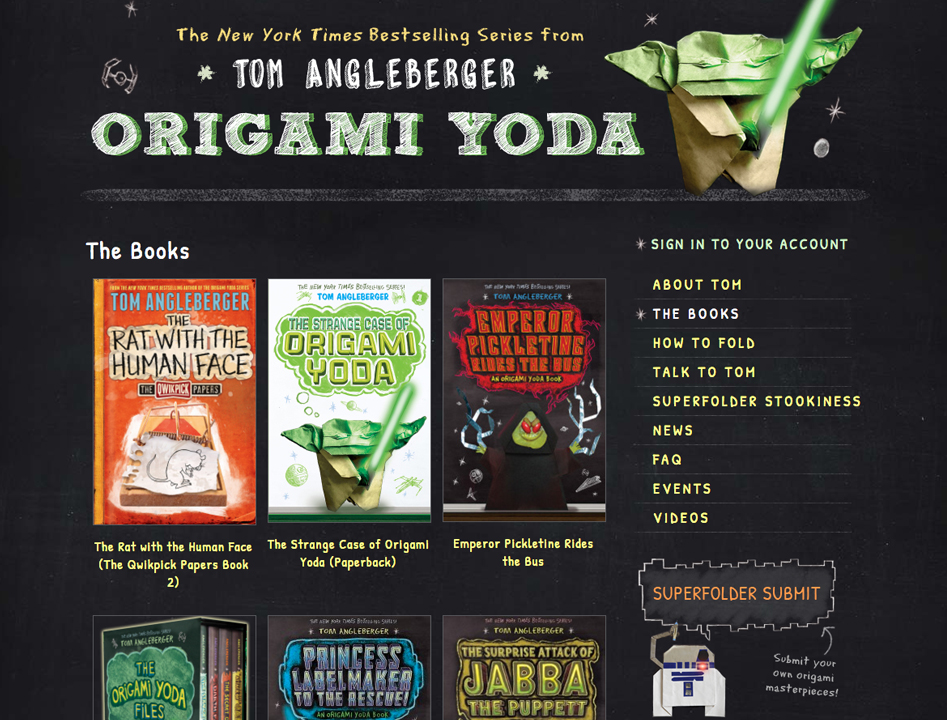 The New York Times Bestselling Series from
TOM ANGLEBERGER
ORIGAMI YODA
The Books
SIGN IN TO YOUR ACCOUNT
ABOUT TOM
THE BOOKS
HOW TO FOLD
TALK TO TOM
SUPERFOLDER STOOKINESS
NEWS
FAQ
EVENTS
VIDEOS
SUPERFOLDER SUBMIT
Submit your
own origami
masterpieces!
FROM THE NEW YORK TIMES BESTSELLING AUTHOR OF THE ORIGAMI YODA SERIES
TOM ANGLEBERGER
THE
RAT WITH THE
HUMAN FACE
THE QWIKPICK PAPERS
The Rat with the Human Face
(The Qwikpick Papers Book
2)
THE NEW YORK TIMES BESTSELLING SERIES!
TOM ANGLEBERGER
1
THE STRANGE CASE OF
ORIGAMI
YODA
The Strange Case of Origami
Yoda (Paperback)
THE NEW YORK TIMES BESTSELLING SERIES!
TOM ANGLEBERGER
EMPEROR
PICKLETINE
RIDES THE BUS
AN ORIGAMI YODA BOOK
Emperor Pickletine Rides
the Bus
TOM ANGLEBERGER
THE
ORIGAMI YODA
FILES
THE NEW YORK TIMES BESTSELLING SERIES!
TOM ANGLEBERGER
PRINCESS
LABELMAKER
TO THE RESCUE!
AN ORIGAMI YODA BOOK
THE NEW YORK TIMES BESTSELLING SERIES!
TOM ANGLEBERGER
THE SURPRISE ATTACK OF
JABBA
THE PUPPETT